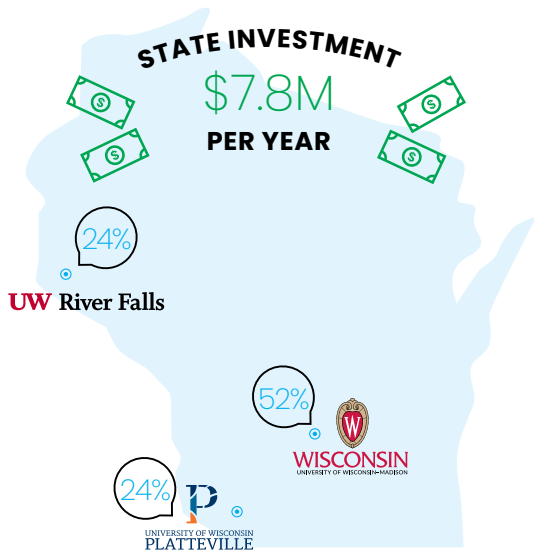 STATE INVESTMENT
$7.8M
PER YEAR
$
$
$
$
24%
UW River Falls
52%
W
WISCONSIN
UNIVERSITY OF WISCONSIN–MADISON
24%
P
UNIVERSITY OF WISCONSIN
PLATTEVILLE